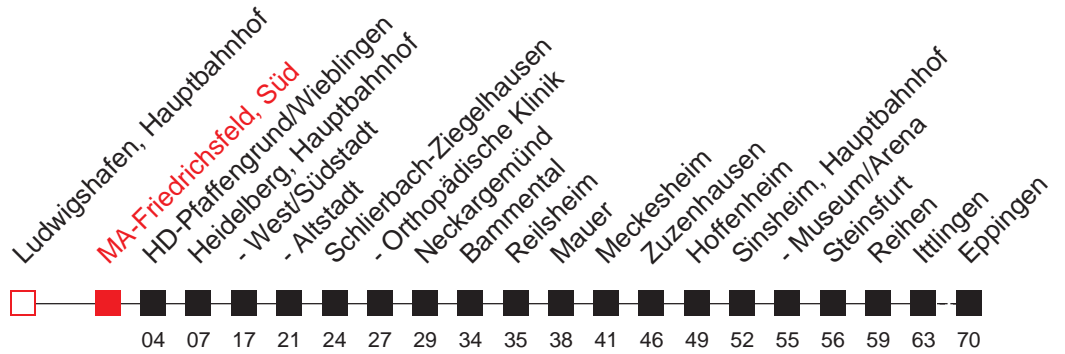 Ludwigshafen, Hauptbahnhof
MA-Friedrichsfeld, Süd
HD-Pfaffengrund/Wieblingen
Heidelberg, Hauptbahnhof
- West/Südstadt
- Altstadt
Schlierbach-Ziegelhausen
- Orthopädische Klinik
Neckargemünd
Bammental
Reilsheim
Mauer
Meckesheim
Zuzenhausen
Hoffenheim
Sinsheim, Hauptbahnhof
- Museum/Arena
Steinsfurt
Reihen
Ittlingen
Eppingen
04 07 17 21 24 27 29 34 35 38 41 46 49 52 55 56 59 63 70